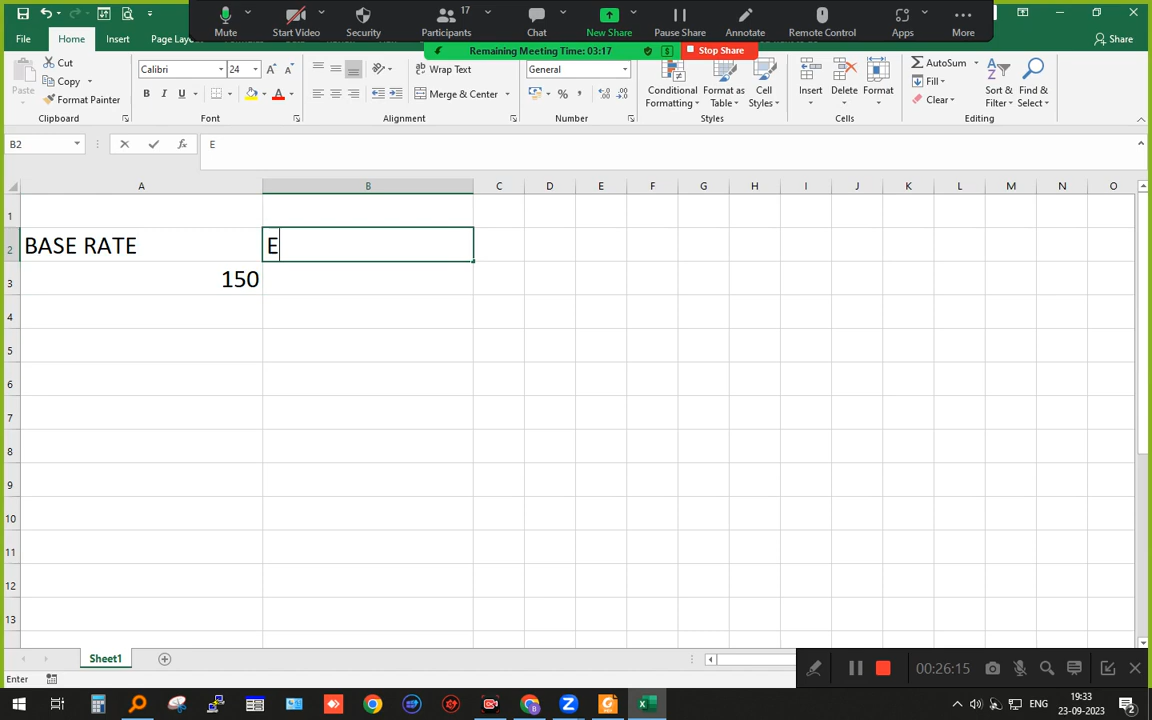 Mute
Start Video
Security
17
Participants
Chat
New Share
Pause Share
Annotate
Remote Control
Apps
More
Remaining Meeting Time: 03:17
Stop Share
File
Home
Insert
Page Layo
Share
Paste
Cut
Copy
Format Painter
Clipboard
Calibri
24
B
I
U
Font
Wrap Text
Merge & Center
Alignment
General
%
Number
Conditional Formatting
Format as Table
Cell Styles
Styles
Insert
Delete
Format
Cells
AutoSum
Fill
Clear
Sort & Filter
Find & Select
Editing
B2
fx
E
A B C D E F G H I J K L M N O
1
2 BASE RATE E
3 150
4
5
6
7
8
9
10
11
12
13
Sheet1
Enter
00:26:15
ENG
19:33
23-09-2023
2